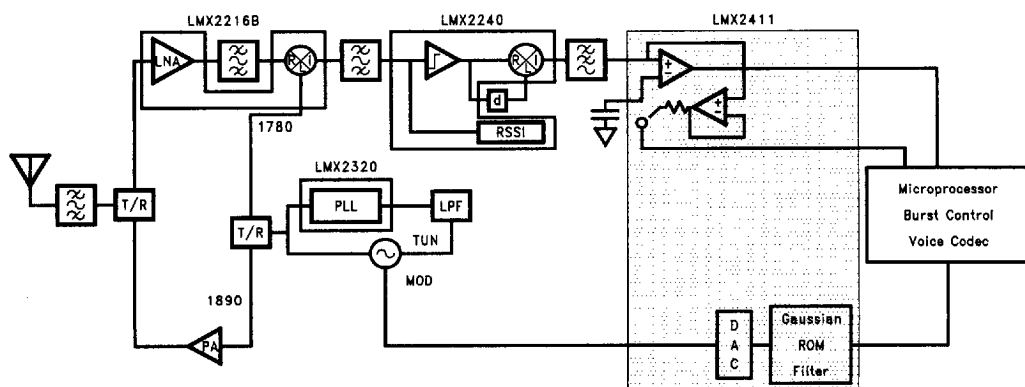 LMX2216B
LMX2240
LMX2411
LNA
R I
L
R I
L
d
RSSI
1780
LMX2320
T/R
T/R
PLL
LPF
TUN
MOD
1890
PA
Microprocessor
Burst Control
Voice Codec
D
A
C
Gaussian
ROM
Filter